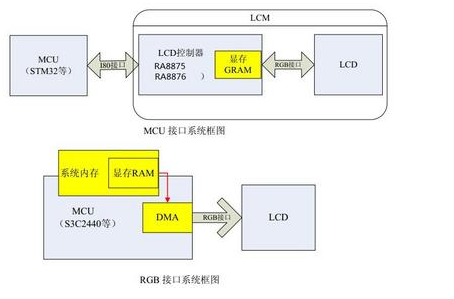 LCM
MCU
（STM32等）
I80接口
LCD控制器
RA8875
RA8876 ）
显存
GRAM
RGB接口
LCD
MCU 接口系统框图
系统内存
显存RAM
MCU
（S3C2440等）
DMA
RGB接口
LCD
RGB 接口系统框图